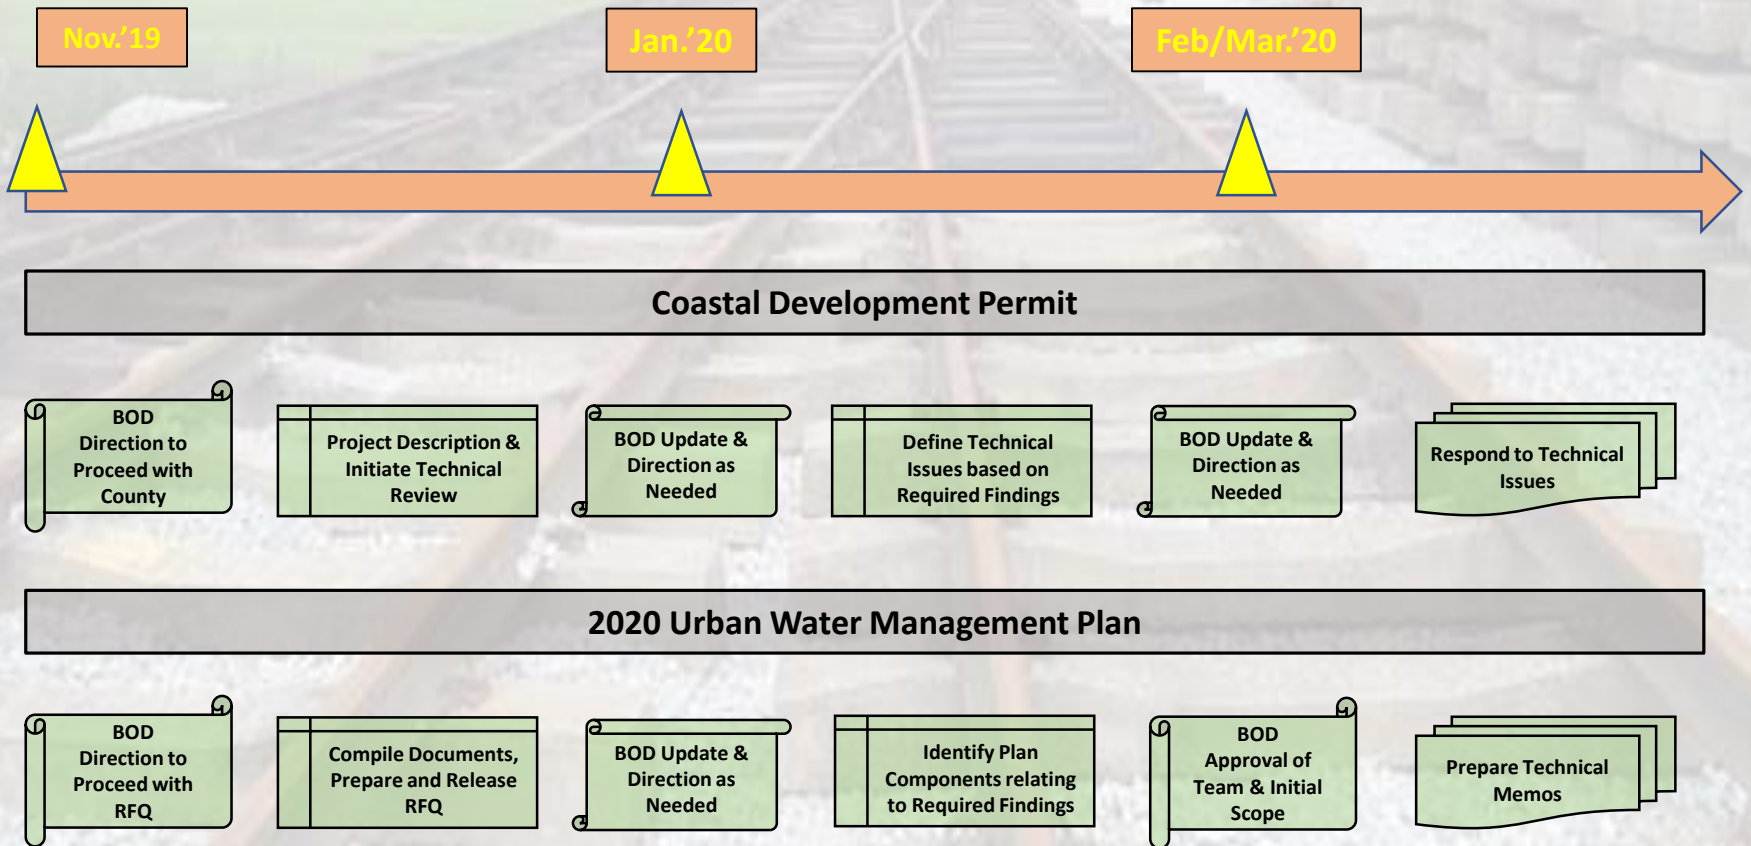 Nov.’19
Jan.’20
Feb/Mar.’20
Coastal Development Permit
BOD
Direction to
Proceed with
County
Project Description &
Initiate Technical
Review
BOD Update &
Direction as
Needed
Define Technical
Issues based on
Required Findings
BOD Update &
Direction as
Needed
Respond to Technical
Issues
2020 Urban Water Management Plan
BOD
Direction to
Proceed with
RFQ
Compile Documents,
Prepare and Release
RFQ
BOD Update &
Direction as
Needed
Identify Plan
Components relating
to Required Findings
BOD
Approval of
Team & Initial
Scope
Prepare Technical
Memos